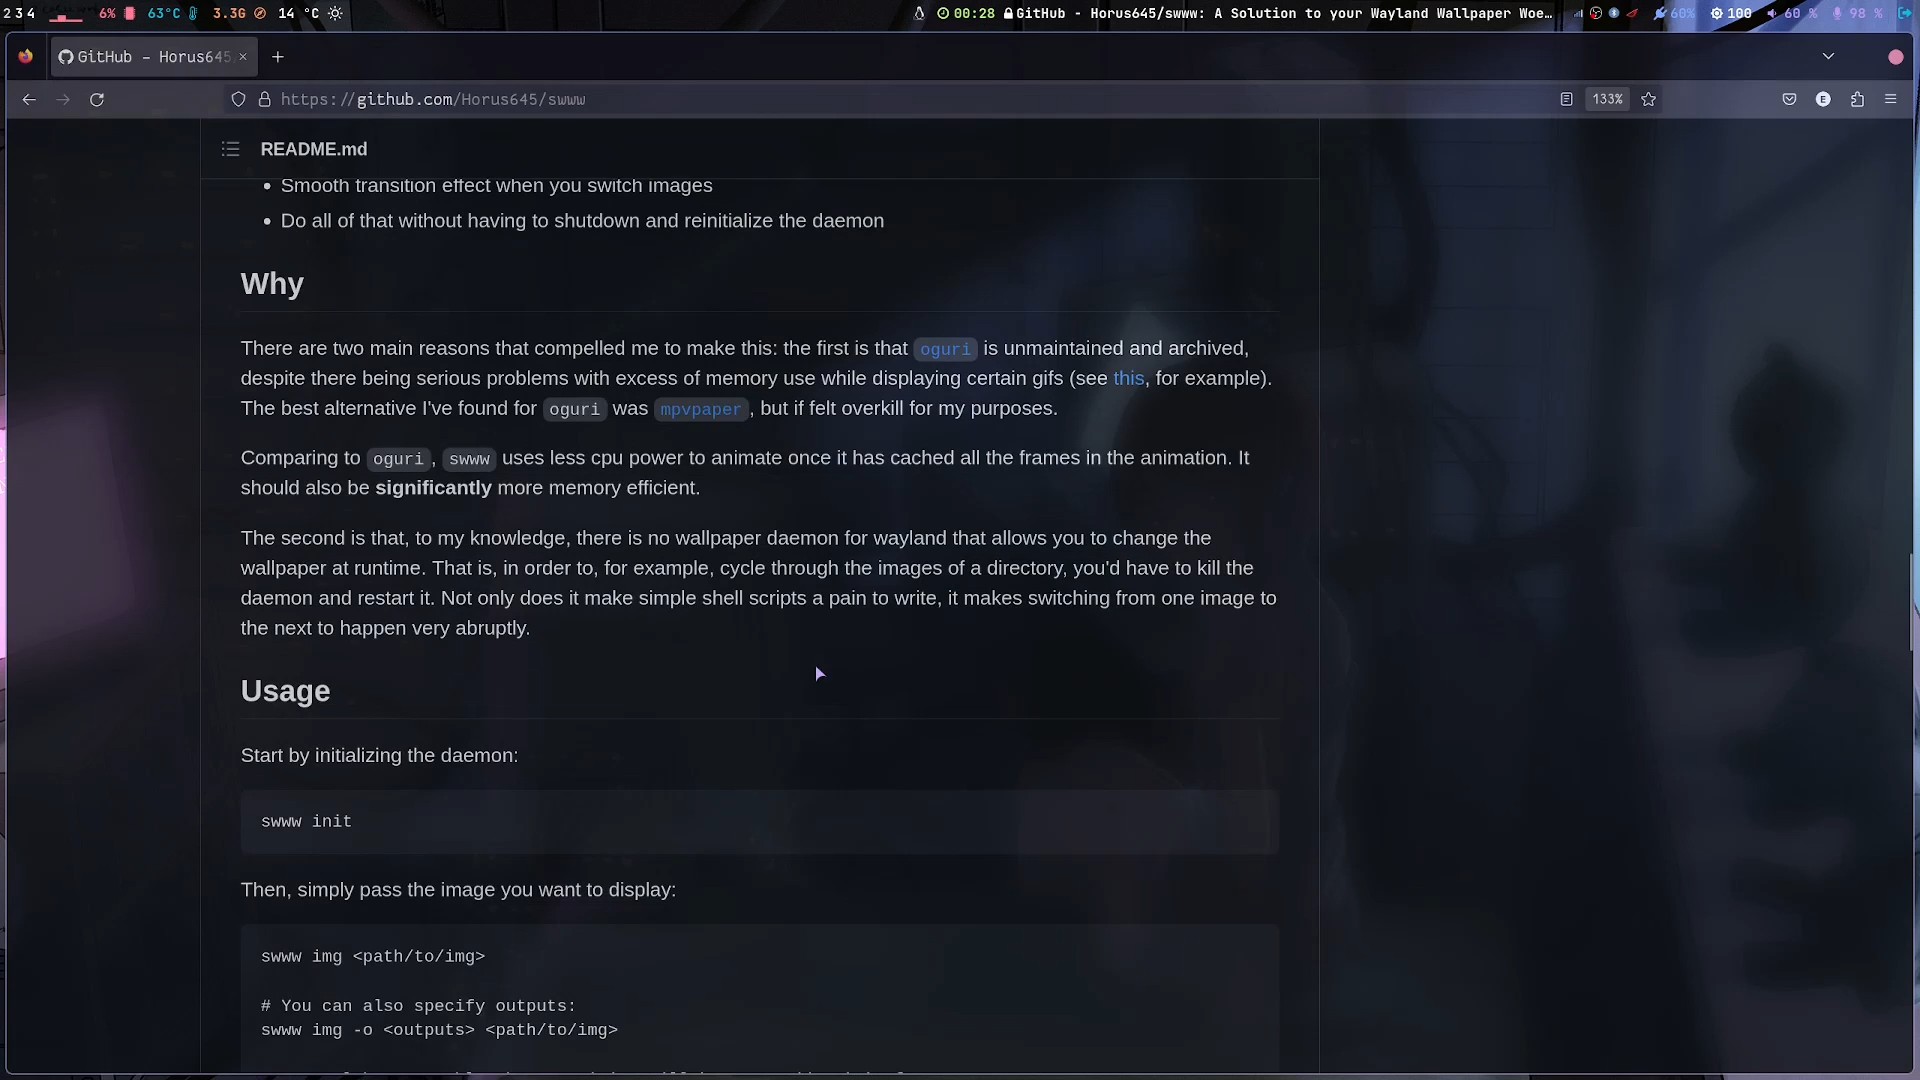 2 3 4 6% 63°C 3.3G 14 °C 00:28 GitHub - Horus645/swww: A Solution to your Wayland Wallpaper Woe… 60% 100 60 % 98 %
GitHub - Horus645
https://github.com/Horus645/swww 133% E
README.md
Smooth transition effect when you switch images
Do all of that without having to shutdown and reinitialize the daemon
Why
There are two main reasons that compelled me to make this: the first is that oguri is unmaintained and archived,
despite there being serious problems with excess of memory use while displaying certain gifs (see this, for example).
The best alternative I've found for oguri was mpvpaper, but if felt overkill for my purposes.
Comparing to oguri, swww uses less cpu power to animate once it has cached all the frames in the animation. It
should also be significantly more memory efficient.
The second is that, to my knowledge, there is no wallpaper daemon for wayland that allows you to change the
wallpaper at runtime. That is, in order to, for example, cycle through the images of a directory, you'd have to kill the
daemon and restart it. Not only does it make simple shell scripts a pain to write, it makes switching from one image to
the next to happen very abruptly.
Usage
Start by initializing the daemon:
swww init
Then, simply pass the image you want to display:
swww img <path/to/img>
# You can also specify outputs:
swww img -o <outputs> <path/to/img>